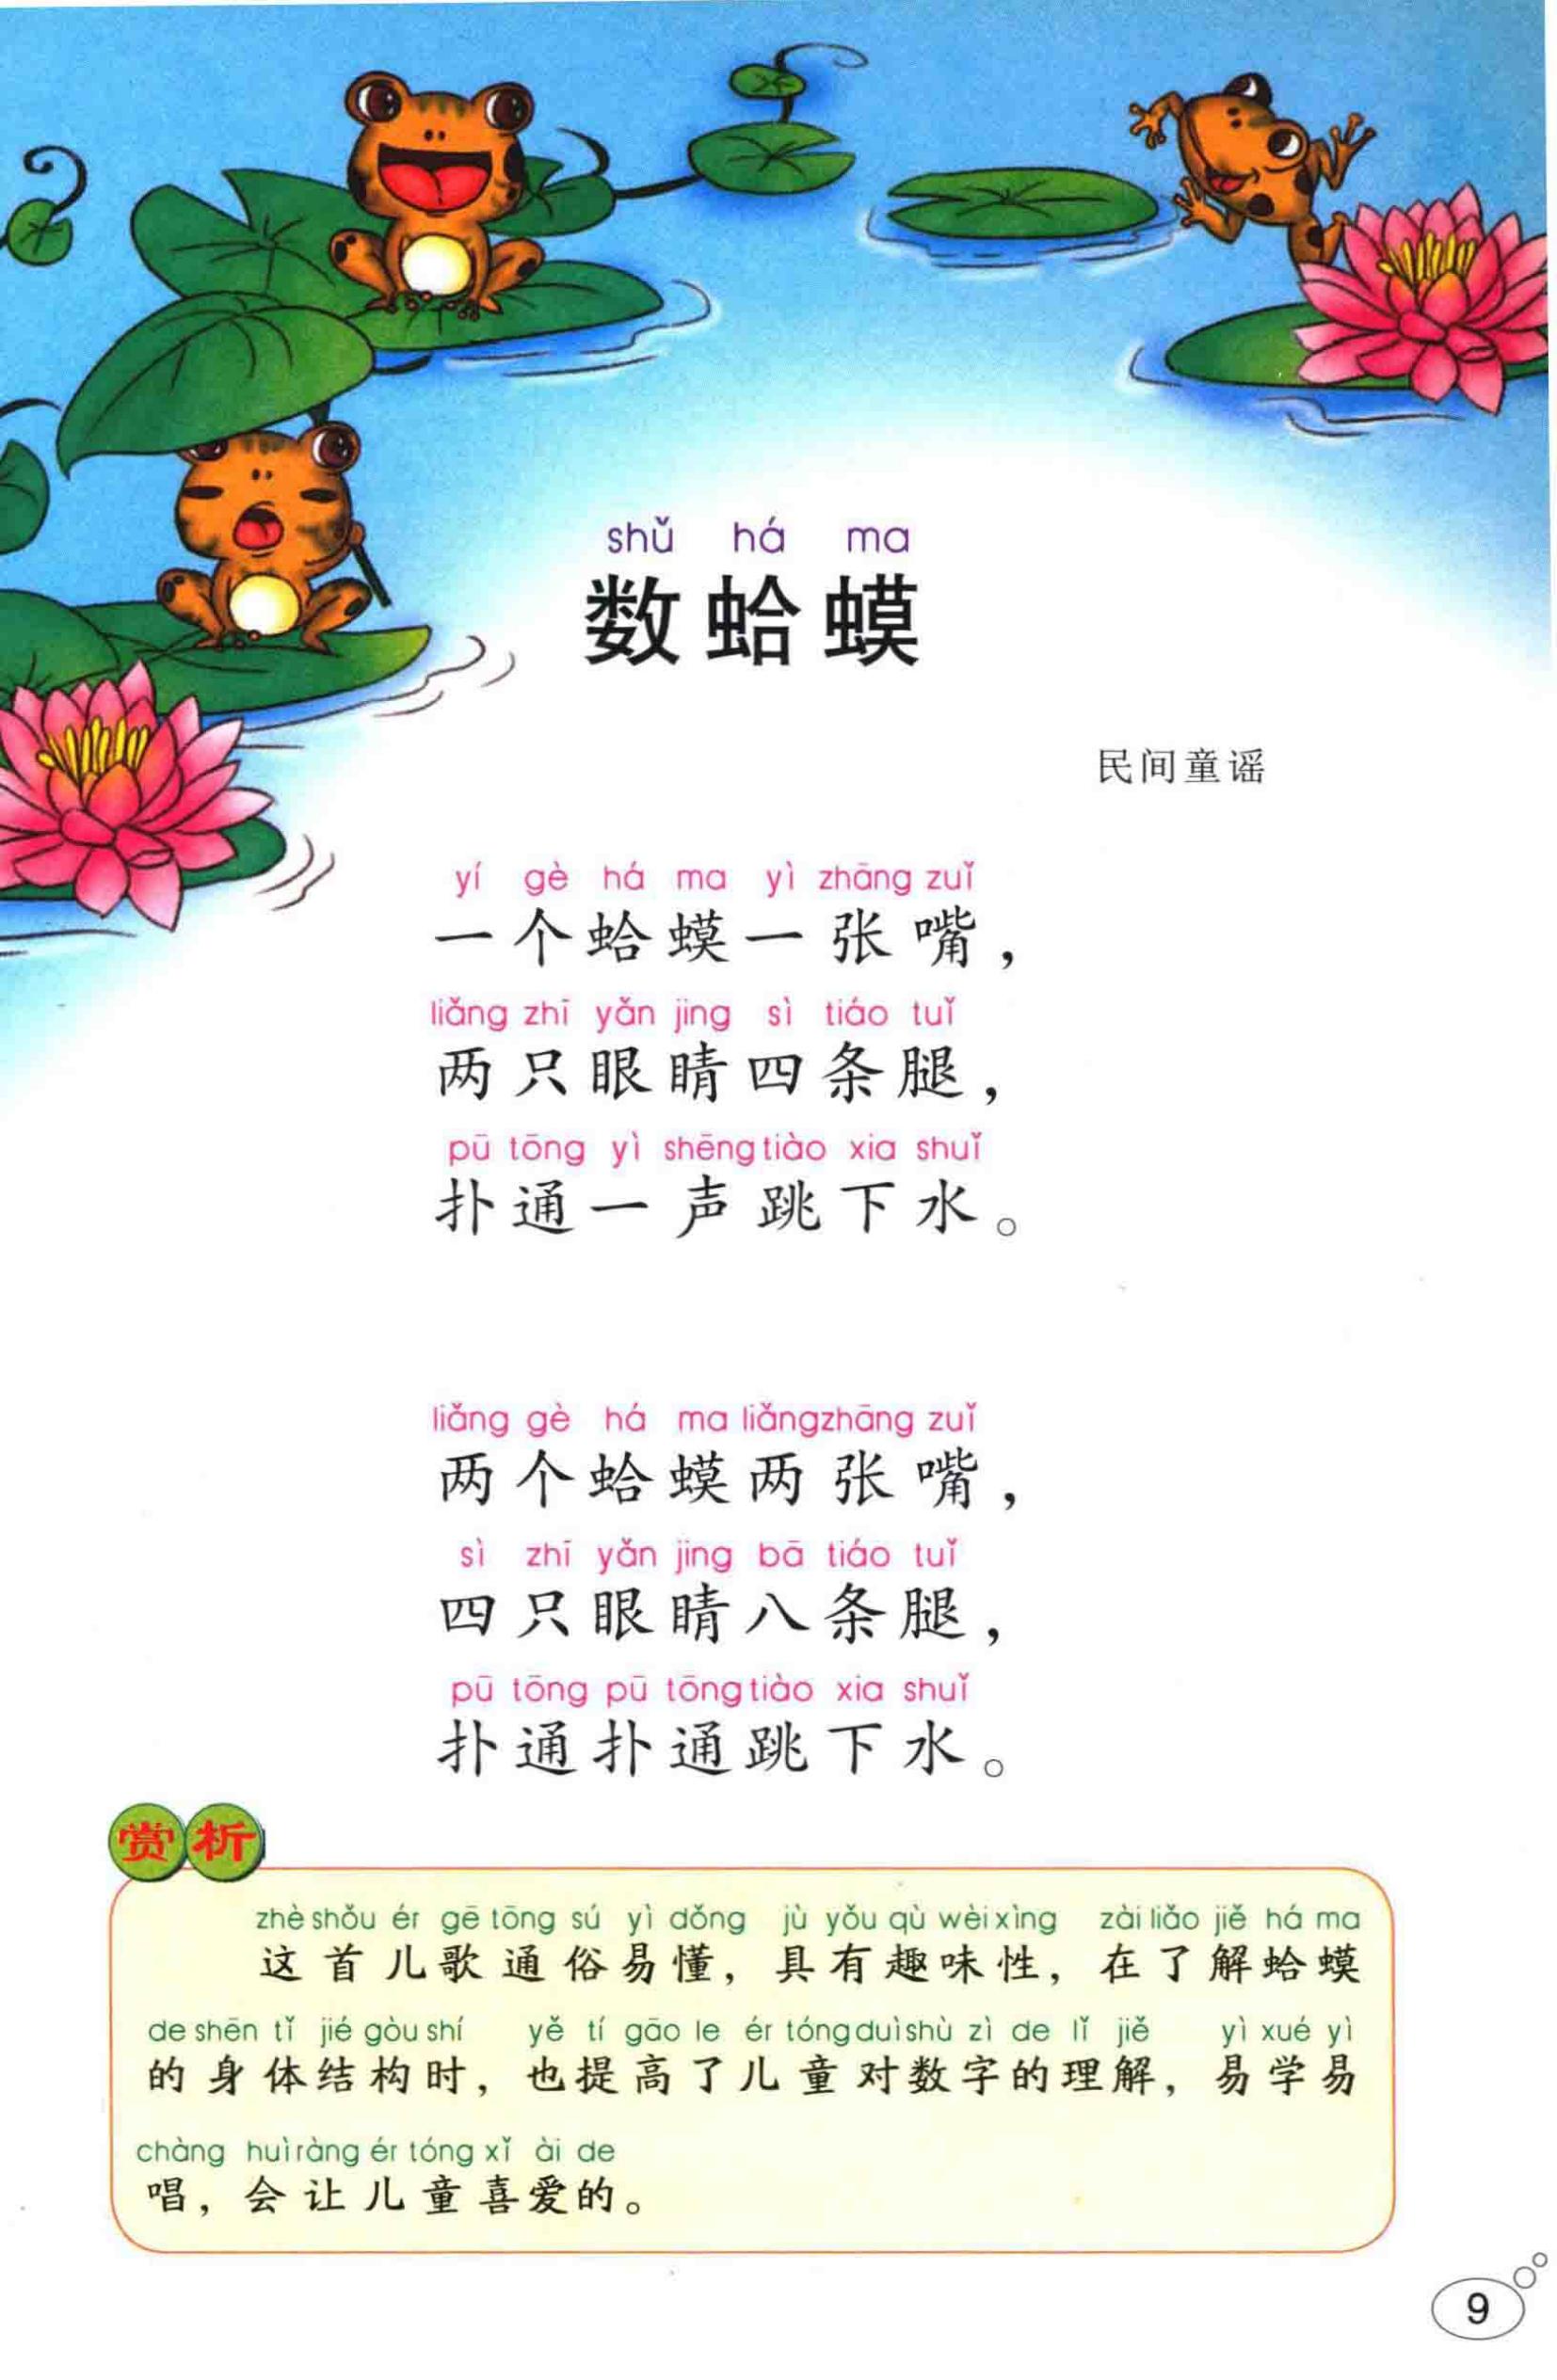 shǔ há ma
数蛤蟆
民间童谣
yí gè há ma yì zhāng zuǐ
一个蛤蟆一张嘴，
liǎng zhī yǎn jing sì tiáo tuǐ
两只眼睛四条腿，
pū tōng yì shēng tiào xia shuǐ
扑通一声跳下水。
liǎng gè há ma liǎng zhāng zuǐ
两个蛤蟆两张嘴，
sì zhī yǎn jing bā tiáo tuǐ
四只眼睛八条腿，
pū tōng pū tōng tiào xia shuǐ
扑通扑通跳下水。
赏析
zhè shǒu ér gē tōng sú yì dǒng jù yǒu qù wèi xìng zài liǎo jiě há ma
这首儿歌通俗易懂，具有趣味性，在了解蛤蟆
de shēn tǐ jié gòu shí yě tí gāo le ér tóng duì shù zì de lǐ jiě yì xué yì
的身体结构时，也提高了儿童对数字的理解，易学易
chàng huì ràng ér tóng xǐ ài de
唱，会让儿童喜爱的。
9